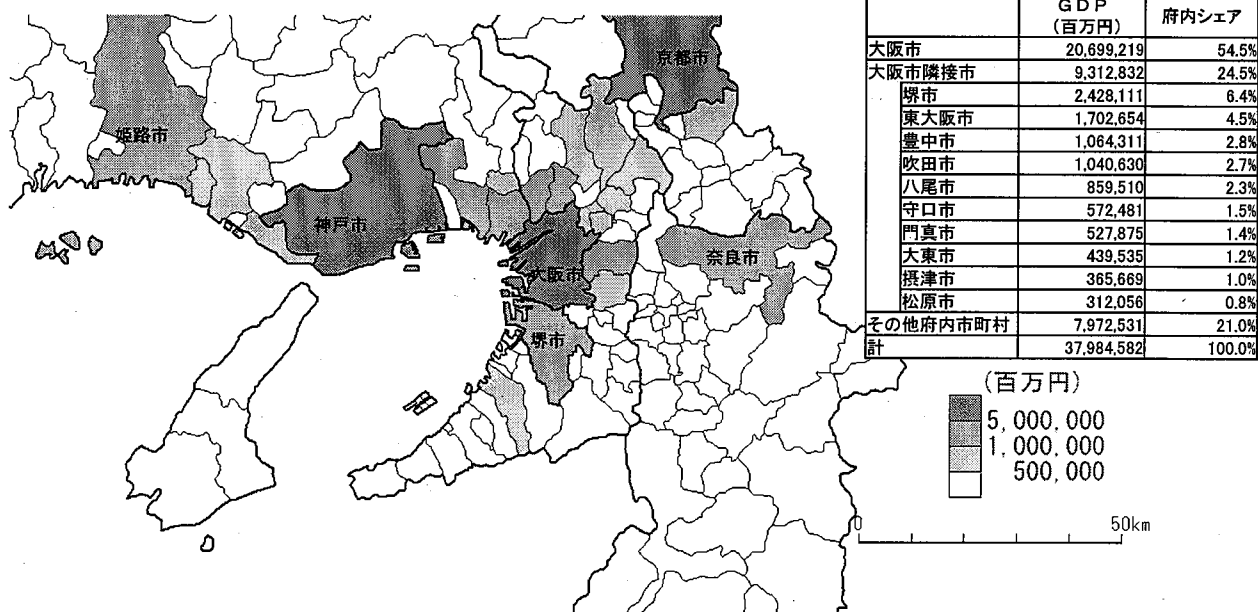 ＧＤＰ
(百万円)
府内シェア
大阪市 20,699,219 54.5%
大阪市隣接市 9,312,832 24.5%
堺市 2,428,111 6.4%
東大阪市 1,702,654 4.5%
豊中市 1,064,311 2.8%
吹田市 1,040,630 2.7%
八尾市 859,510 2.3%
守口市 572,481 1.5%
門真市 527,875 1.4%
大東市 439,535 1.2%
摂津市 365,669 1.0%
松原市 312,056 0.8%
その他府内市町村 7,972,531 21.0%
計 37,984,582 100.0%
京都市
姫路市
神戸市
奈良市
大阪市
堺市
(百万円)
5,000,000
1,000,000
500,000
0 50km